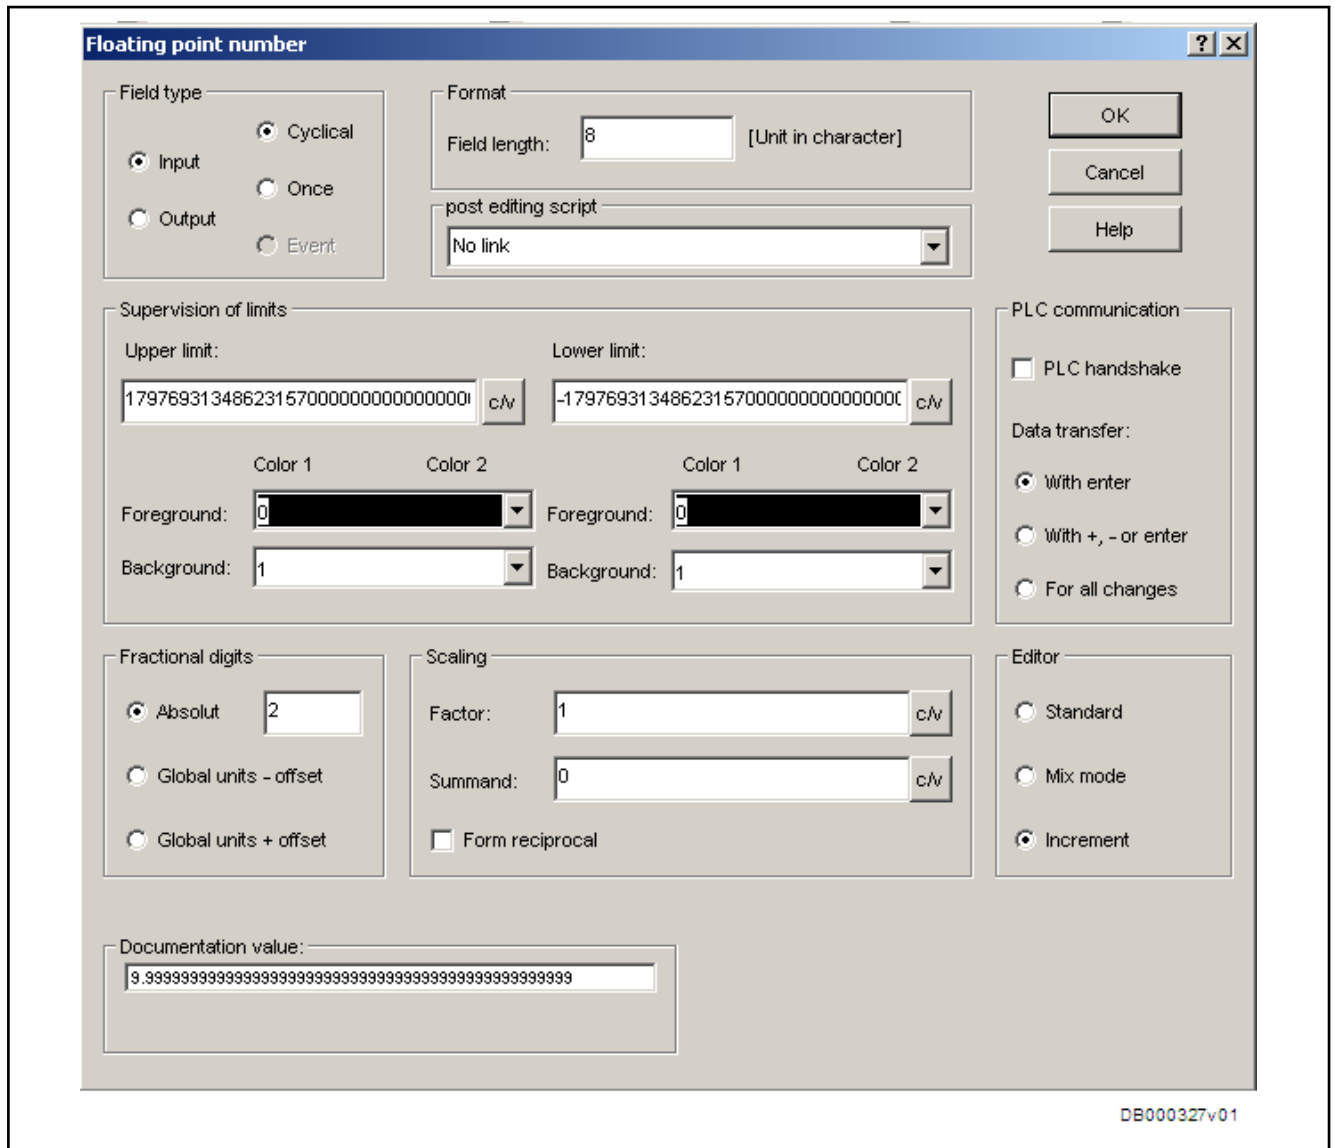 Floating point number
? X
Field type
Input
Output
Cyclical
Once
Event
Format
Field length:
8
[Unit in character]
post editing script
No link
OK
Cancel
Help
Supervision of limits
Upper limit:
179769313486231570000000000000000
c/v
Lower limit:
-17976931348623157000000000000000
c/v
Color 1
Color 2
Color 1
Color 2
Foreground:
0
Foreground:
0
Background:
1
Background:
1
PLC communication
PLC handshake
Data transfer:
With enter
With +, - or enter
For all changes
Fractional digits
Absolut
2
Global units - offset
Global units + offset
Scaling
Factor:
1
c/v
Summand:
0
c/v
Form reciprocal
Editor
Standard
Mix mode
Increment
Documentation value:
9.99999999999999999999999999999999999999999999999
DB000327v01